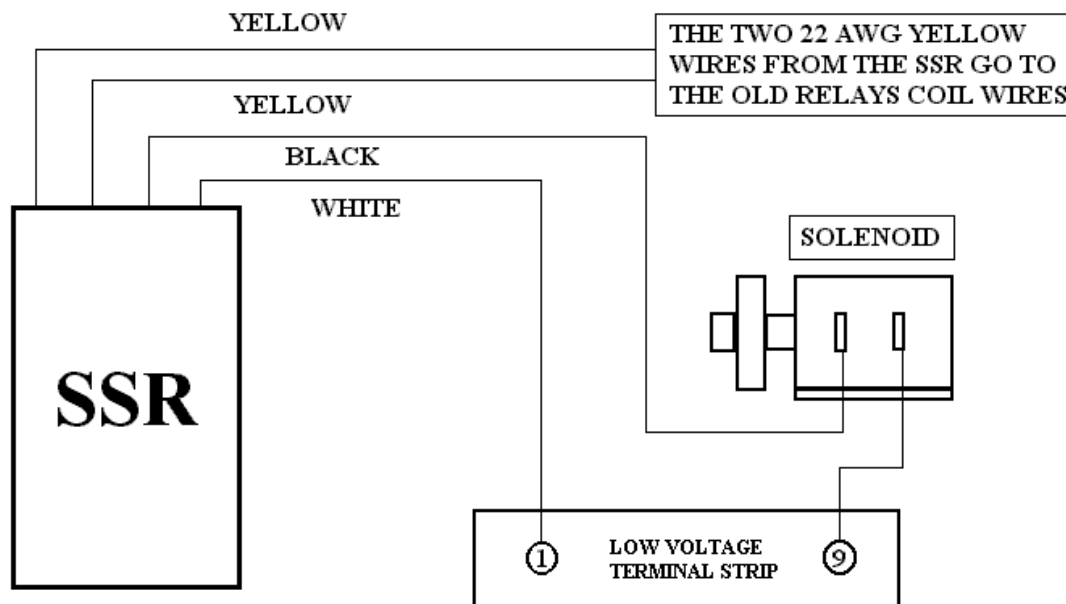 YELLOW
THE TWO 22 AWG YELLOW
WIRES FROM THE SSR GO TO
THE OLD RELAYS COIL WIRES
YELLOW
BLACK
WHITE
SOLENOID
SSR
1
LOW VOLTAGE
TERMINAL STRIP
9